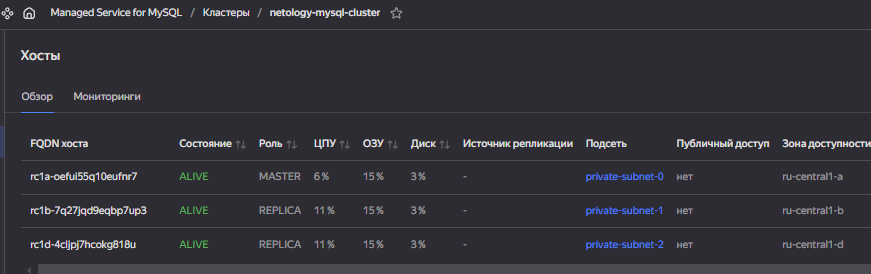 Managed Service for MySQL / Кластеры / netology-mysql-cluster
Хосты
Обзор Мониторинги
FQDN хоста Состояние Роль ЦПУ ОЗУ Диск Источник репликации Подсеть Публичный доступ Зона доступности
rc1a-oefui55q10eufnr7 ALIVE MASTER 6 % 15 % 3 % - private-subnet-0 нет ru-central1-a
rc1b-7q27jqd9eqbp7up3 ALIVE REPLICA 11 % 15 % 3 % - private-subnet-1 нет ru-central1-b
rc1d-4cljpj7hcokg818u ALIVE REPLICA 11 % 15 % 3 % - private-subnet-2 нет ru-central1-d